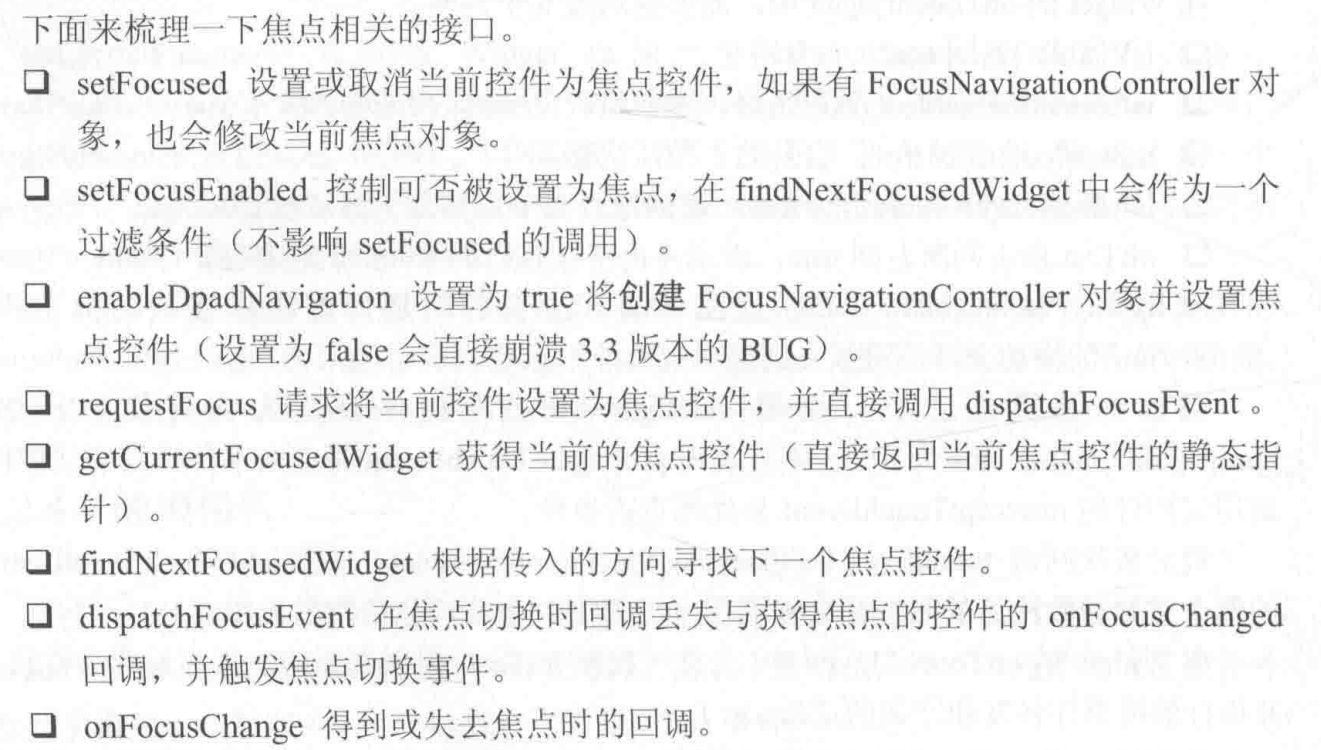 下面来梳理一下焦点相关的接口。
❑ setFocused 设置或取消当前控件为焦点控件，如果有 FocusNavigationController 对
象，也会修改当前焦点对象。
❑ setFocusEnabled 控制可否被设置为焦点，在 findNextFocusedWidget 中会作为一个
过滤条件（不影响 setFocused 的调用）。
❑ enableDpadNavigation 设置为 true 将创建 FocusNavigationController 对象并设置焦
点控件（设置为 false 会直接崩溃 3.3 版本的 BUG）。
❑ requestFocus 请求将当前控件设置为焦点控件，并直接调用 dispatchFocusEvent 。
❑ getCurrentFocusedWidget 获得当前的焦点控件（直接返回当前焦点控件的静态指
针）。
❑ findNextFocusedWidget 根据传入的方向寻找下一个焦点控件。
❑ dispatchFocusEvent 在焦点切换时回调丢失与获得焦点的控件的 onFocusChanged
回调，并触发焦点切换事件。
❑ onFocusChange 得到或失去焦点时的回调。